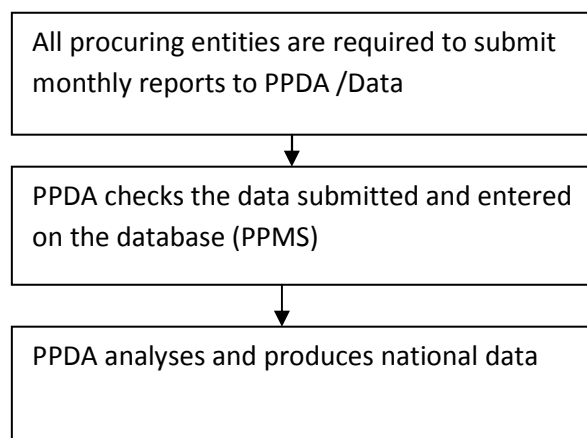 All procuring entities are required to submit
monthly reports to PPDA /Data
PPDA checks the data submitted and entered
on the database (PPMS)
PPDA analyses and produces national data